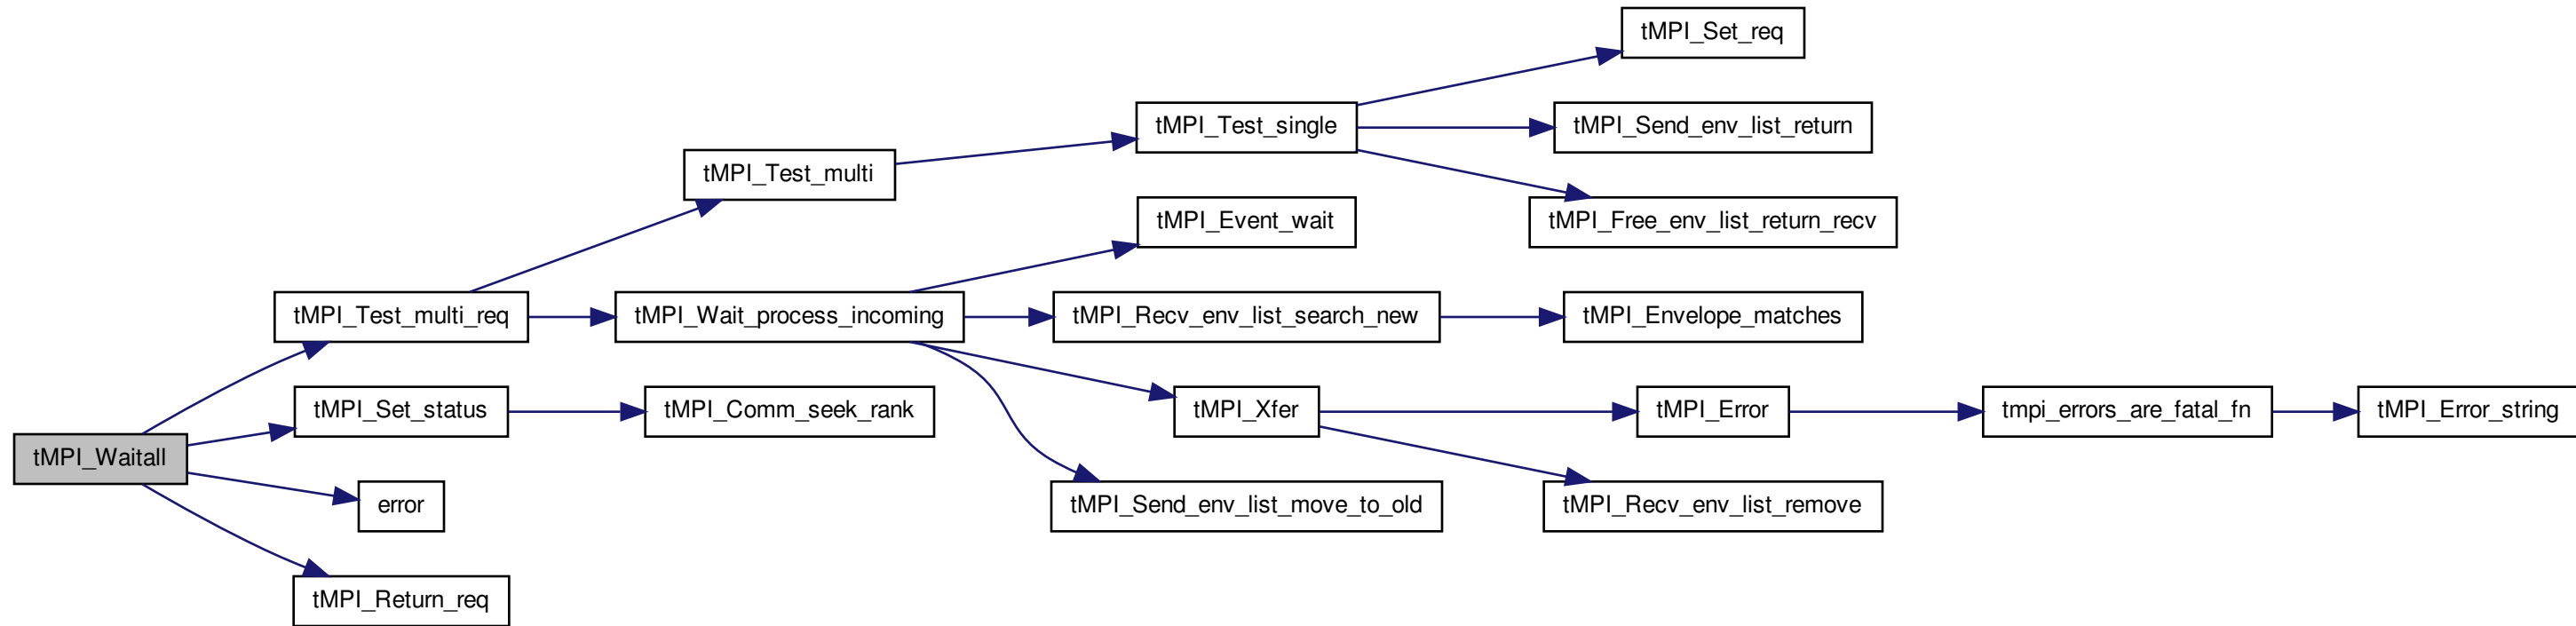 tMPI_Set_req
tMPI_Test_single
tMPI_Send_env_list_return
tMPI_Test_multi
tMPI_Event_wait
tMPI_Free_env_list_return_recv
tMPI_Test_multi_req
tMPI_Wait_process_incoming
tMPI_Recv_env_list_search_new
tMPI_Envelope_matches
tMPI_Set_status
tMPI_Comm_seek_rank
tMPI_Xfer
tMPI_Error
tmpi_errors_are_fatal_fn
tMPI_Error_string
tMPI_Waitall
error
tMPI_Send_env_list_move_to_old
tMPI_Recv_env_list_remove
tMPI_Return_req